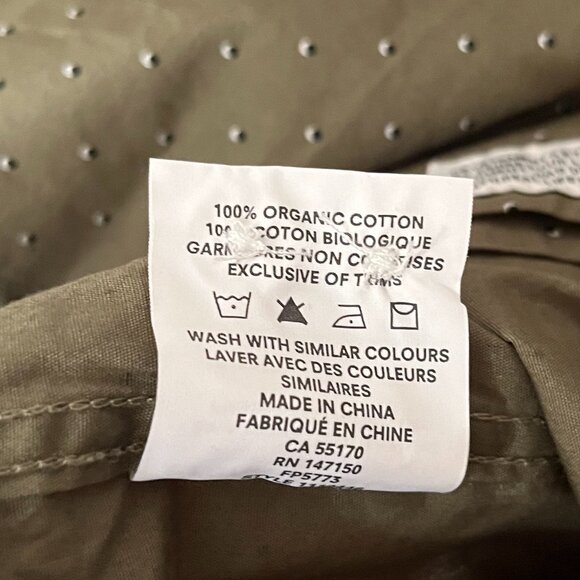 100% ORGANIC COTTON
COTON BIOLOGIQUE
NON
EXCLUSIVE OF
WASH WITH SIMILAR COLOURS
LAVER AVEC DES COULEURS
SIMILAIRES
MADE IN CHINA
FABRIQUÉ EN CHINE
CA 55170
RN 147150
FP5773
STYLE